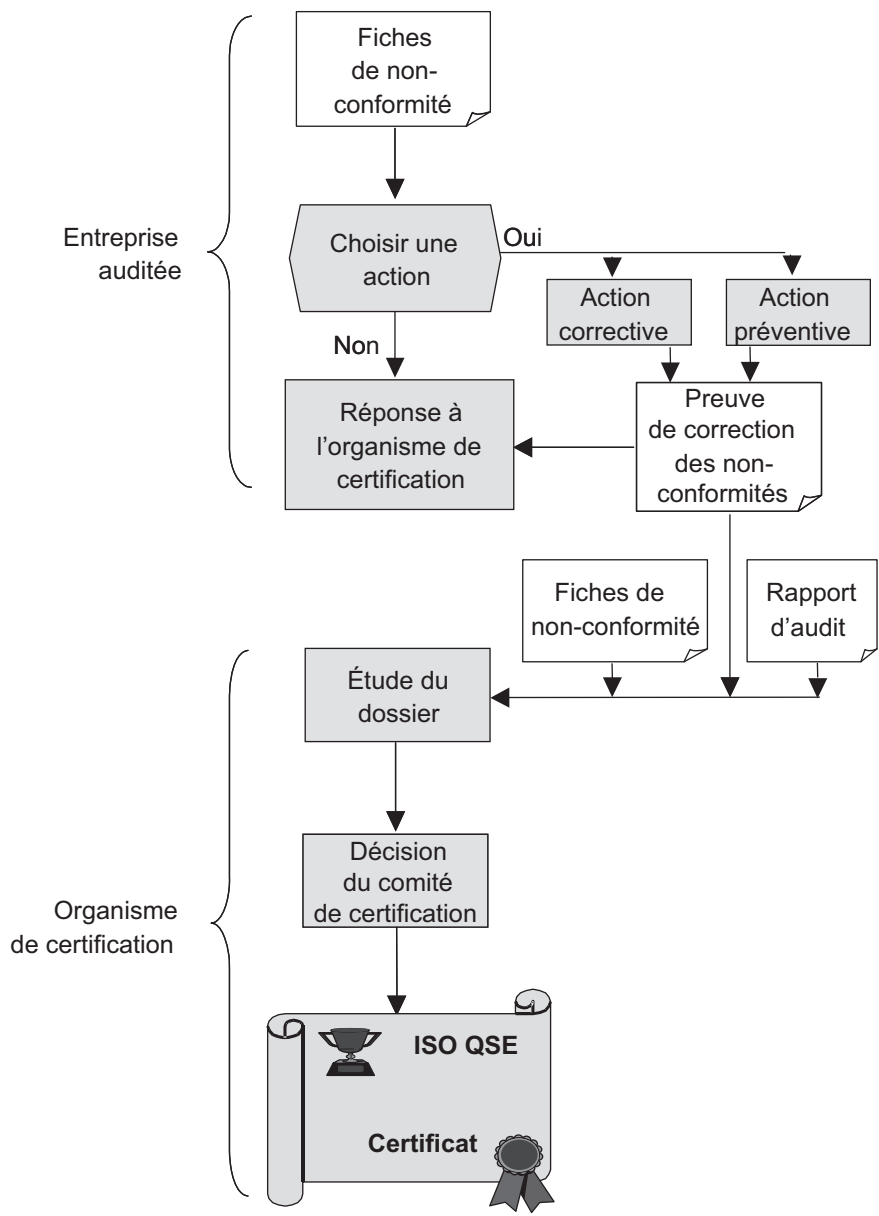 Fiches
de non-
conformité
Entreprise
auditée
Choisir une
action
Oui
Non
Action
corrective
Action
préventive
Réponse à
l’organisme de
certification
Preuve
de correction
des non-
conformités
Fiches de
non-conformité
Rapport
d’audit
Étude du
dossier
Décision
du comité
de certification
Organisme
de certification
ISO QSE
Certificat